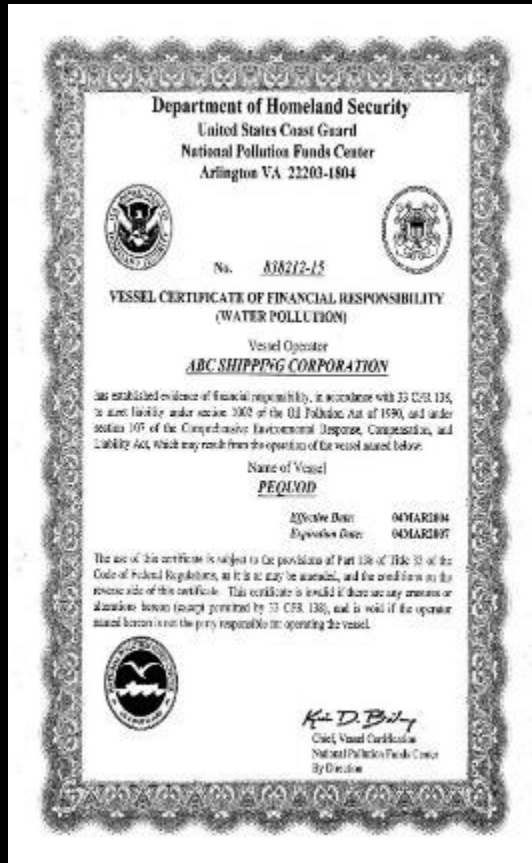 Department of Homeland Security
United States Coast Guard
National Pollution Funds Center
Arlington VA 22203-1804
No. 838212-15
VESSEL CERTIFICATE OF FINANCIAL RESPONSIBILITY
(WATER POLLUTION)
Vessel Operator
ABC SHIPPING CORPORATION
has established evidence of financial responsibility, in accordance with 33 CFR 138,
to meet liability under section 1002 of the Oil Pollution Act of 1990, and under
section 107 of the Comprehensive Environmental Response, Compensation, and
Liability Act, which may result from the operation of the vessel named below:
Name of Vessel
PEQUOD
Effective Date: 04MAR2004
Expiration Date: 04MAR2007
The use of this certificate is subject to the provisions of Part 138 of Title 33 of the
Code of Federal Regulations, as it is or may be amended, and the conditions on the
reverse side of this certificate. This certificate is invalid if there are any erasures or
alterations hereon (except permitted by 33 CFR 138), and is void if the operator
named hereon is not the party responsible for operating the vessel.
Chief, Vessel Certification
National Pollution Funds Center
By Direction